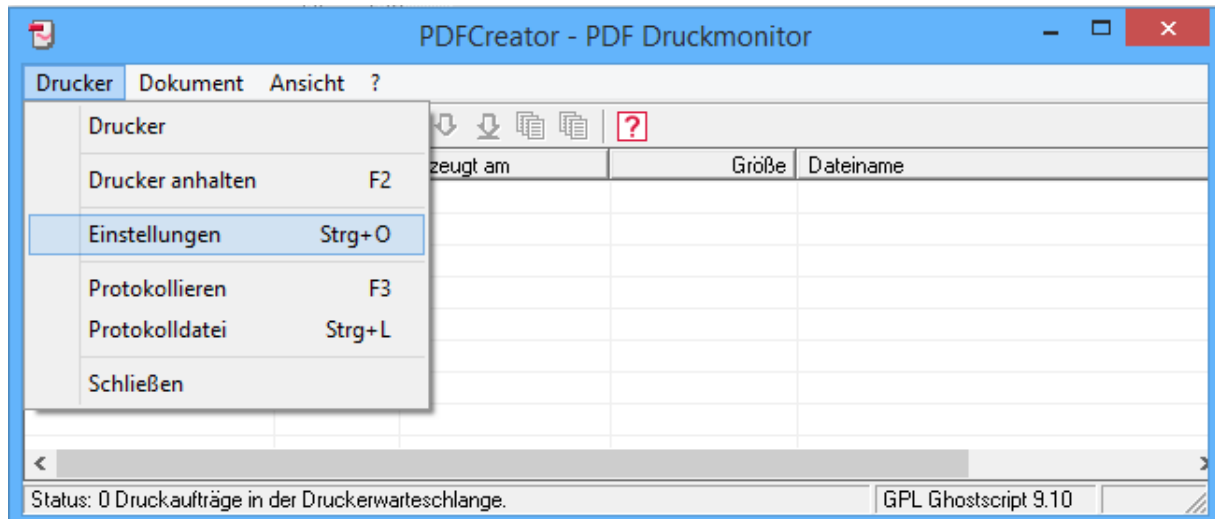 PDFCreator - PDF Druckmonitor
Drucker Dokument Ansicht ?
Drucker
zeugt am Größe Dateiname
Drucker anhalten F2
Einstellungen Strg+O
Protokollieren F3
Protokolldatei Strg+L
Schließen
Status: 0 Druckaufträge in der Druckerwarteschlange. GPL Ghostscript 9.10